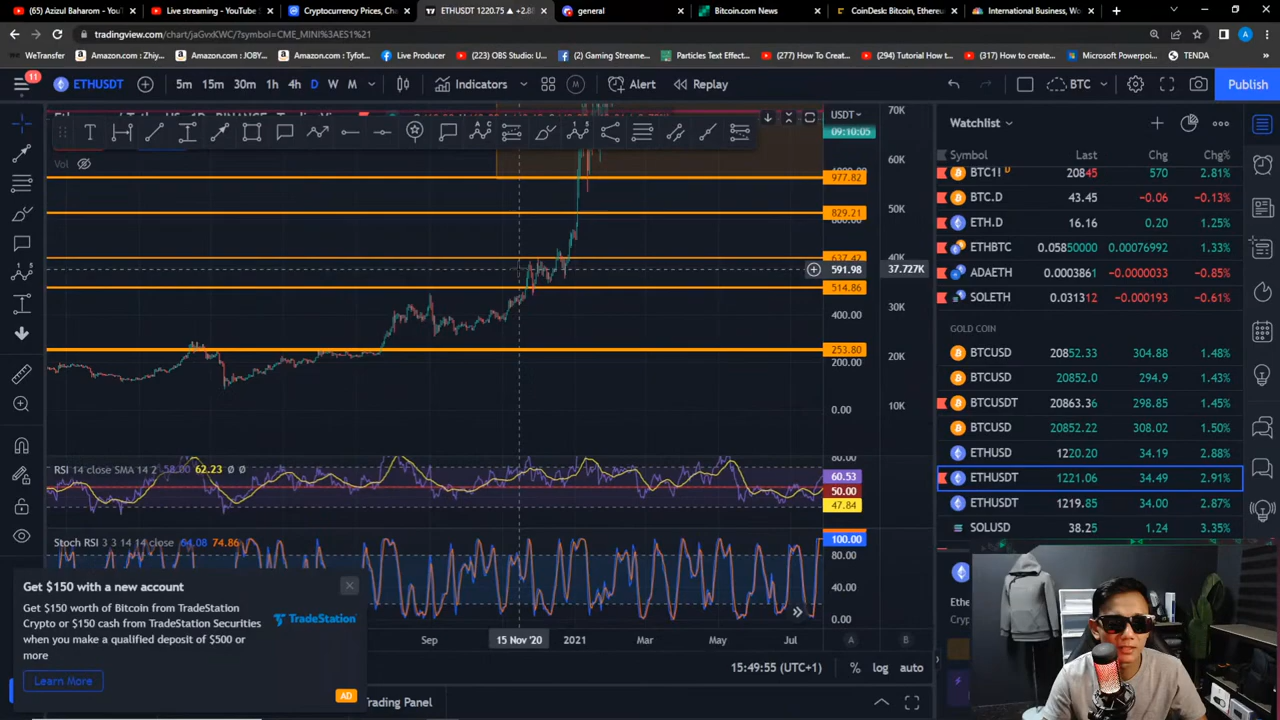 (65) Azizul Baharom - You
Live streaming - YouTub
Cryptocurrency Prices, Ch
ETHUSDT 1220.75 ▲ +2.8
general
Bitcoin.com News
CoinDesk: Bitcoin, Ethere
International Business, Wo
tradingview.com/chart/jaGvxKWC/?symbol=CME_MINI%3AES1%21
WeTransfer
Amazon.com : Zhiy...
Amazon.com: JOBY...
Amazon.com : Tyfot...
Live Producer
(223) OBS Studio: U...
(2) Gaming Streame...
Particles Text Effect...
(277) How To Creat...
(294) Tutorial How t...
(317) How to create...
Microsoft Powerpoi...
TENDA
11
ETHUSDT
5m 15m 30m 1h 4h D W M
Indicators
Alert
Replay
BTC
Publish
USDT
70K
09:10:05
Vol
60K
977.82
829.21
50K
637.42
40K
591.98
37.727K
514.86
400.00
30K
253.80
20K
200.00
0.00
10K
RSI 14 close SMA 14 2 58.00 62.23 Ø Ø
80.00
60.53
50.00
47.84
Stoch RSI 3 3 14 14 close 64.08 74.86
100.00
80.00
40.00
0.00
Sep
15 Nov '20
2021
Mar
May
Jul
A
B
15:49:55 (UTC+1)
%
log
auto
Trading Panel
Get $150 with a new account
Get $150 worth of Bitcoin from TradeStation
Crypto or $150 cash from TradeStation Securities
when you make a qualified deposit of $500 or
more
TradeStation
Learn More
AD
Watchlist
Symbol Last Chg Chg%
BTC1! D 20845 570 2.81%
BTC.D 43.45 −0.06 −0.13%
ETH.D 16.16 0.20 1.25%
ETHBTC 0.05850000 0.00076992 1.33%
ADAETH 0.0003861 −0.0000033 −0.85%
SOLETH 0.031312 −0.000193 −0.61%
GOLD COIN
BTCUSD 20852.33 304.88 1.48%
BTCUSD 20852.0 294.9 1.43%
BTCUSDT 20863.36 298.85 1.45%
BTCUSDT 20852.22 308.02 1.50%
ETHUSD 1220.20 34.19 2.88%
ETHUSDT 1221.06 34.49 2.91%
ETHUSDT 1219.85 34.00 2.87%
SOLUSD 38.25 1.24 3.35%